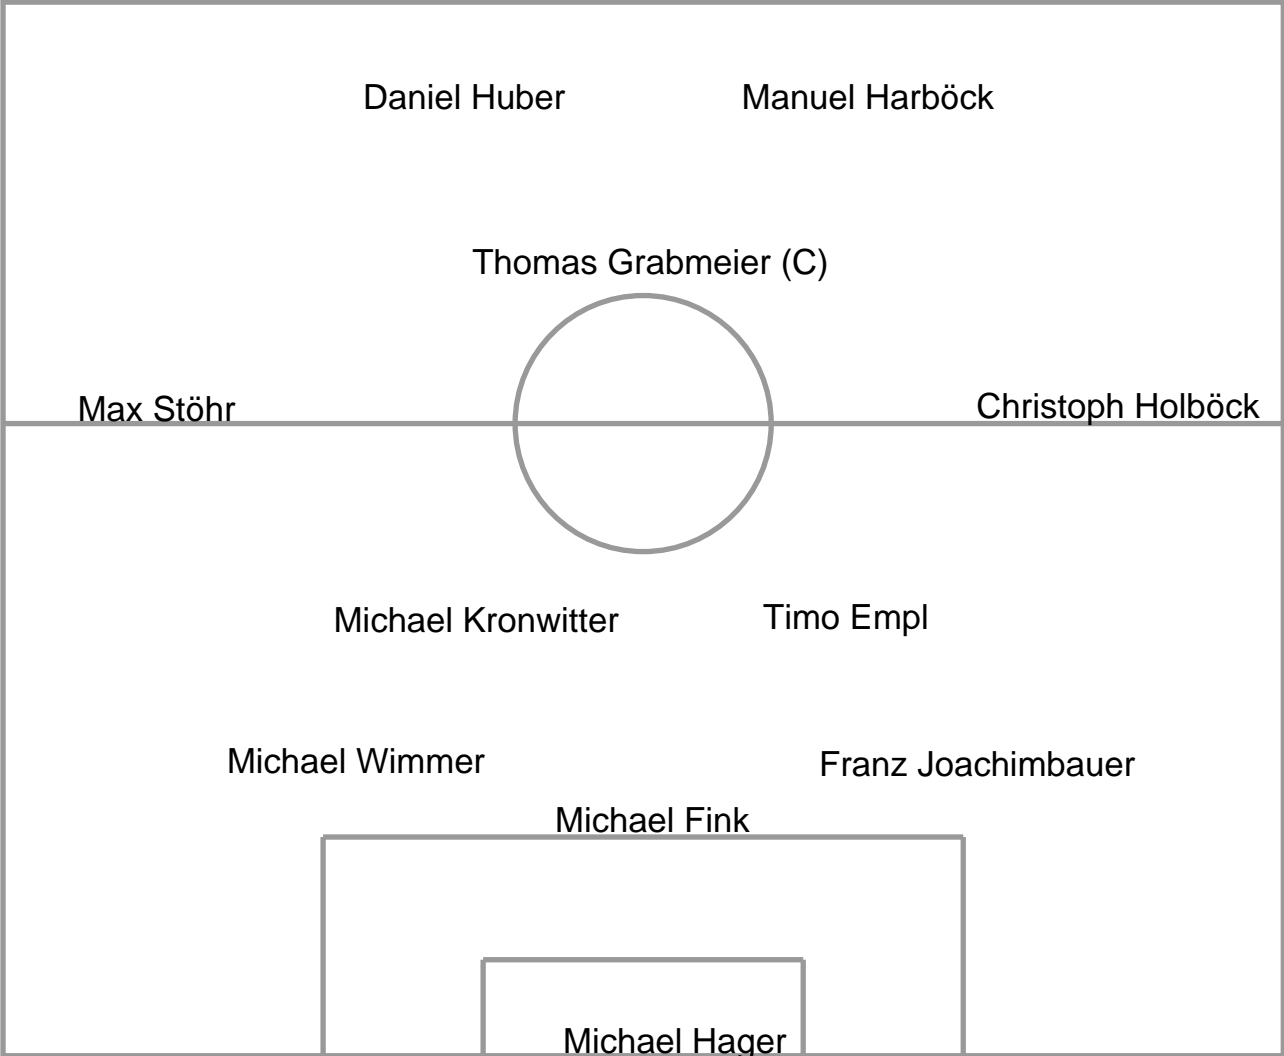 Daniel Huber
Manuel Harböck
Thomas Grabmeier (C)
Max Stöhr
Christoph Holböck
Michael Kronwitter
Timo Empl
Michael Wimmer
Franz Joachimbauer
Michael Fink
Michael Hager